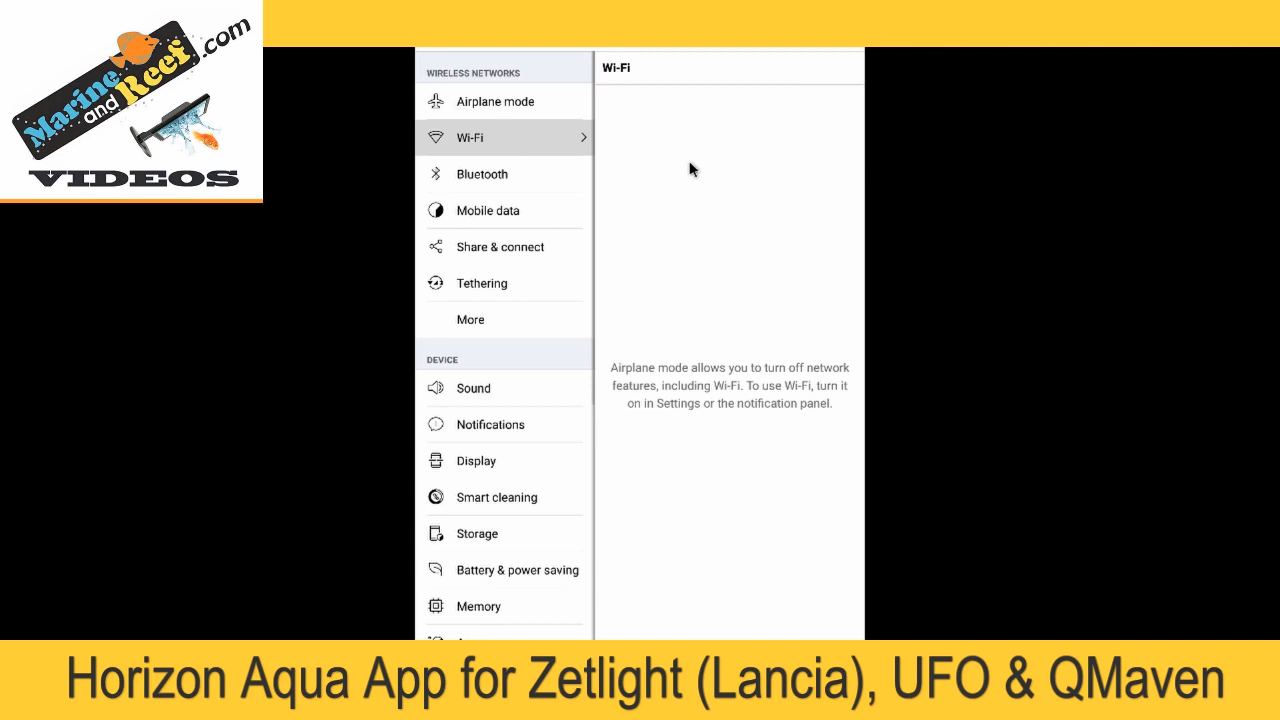 Marine
and Reef
.com
VIDEOS
WIRELESS NETWORKS
Airplane mode
Wi-Fi
Bluetooth
Mobile data
Share & connect
Tethering
More
DEVICE
Sound
Notifications
Display
Smart cleaning
Storage
Battery & power saving
Memory
Wi-Fi
Airplane mode allows you to turn off network
features, including Wi-Fi. To use Wi-Fi, turn it
on in Settings or the notification panel.
Horizon Aqua App for Zetlight (Lancia), UFO & QMaven